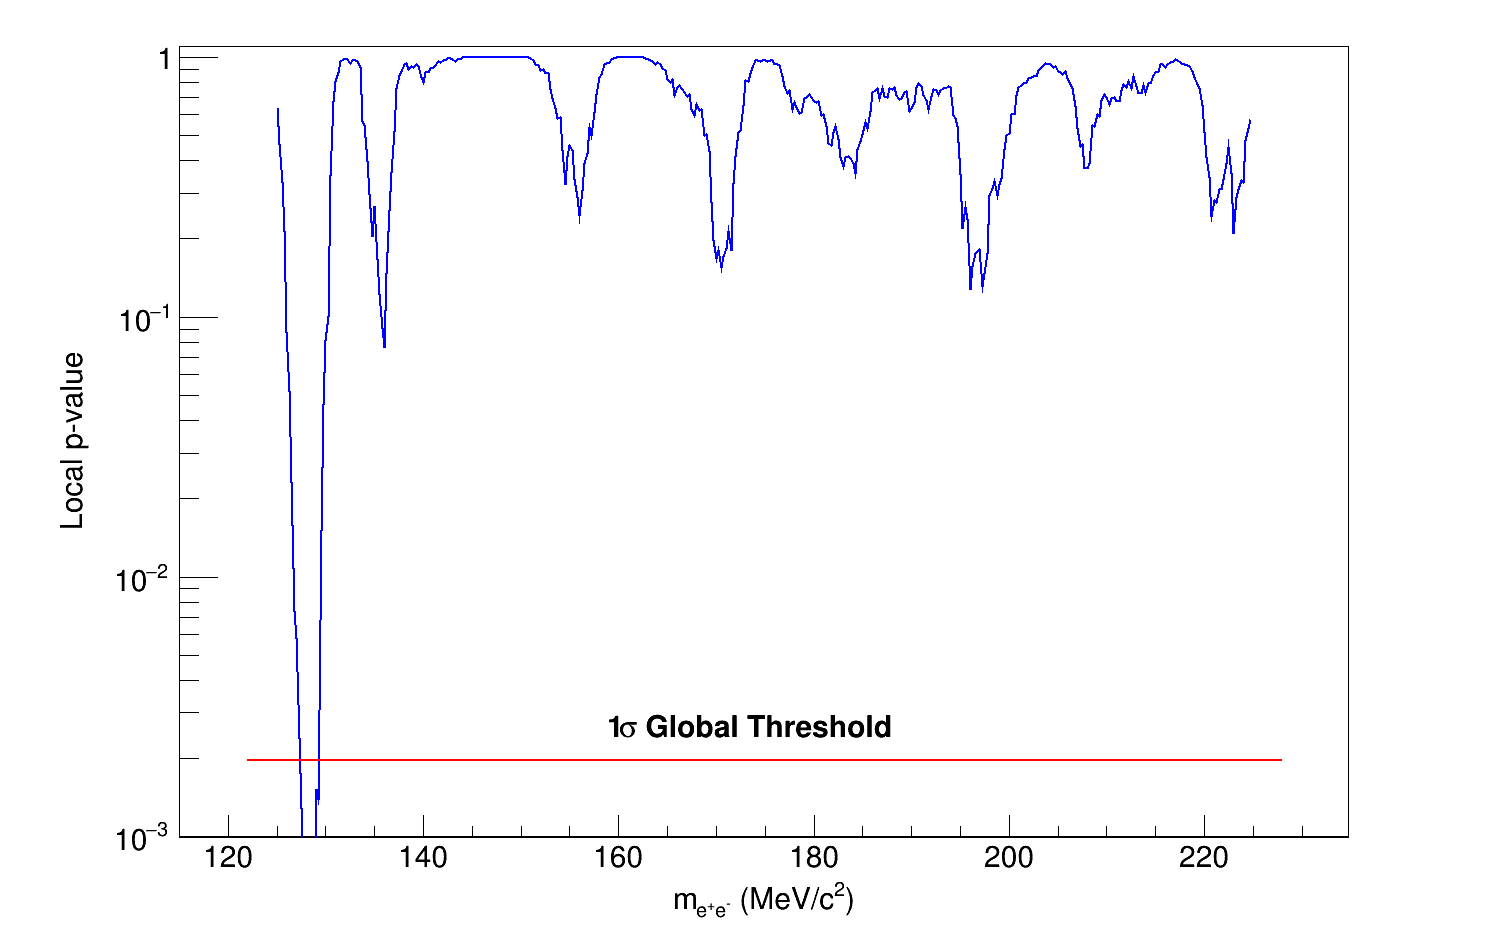 1
10⁻¹
10⁻²
10⁻³
Local p-value
1σ Global Threshold
120 140 160 180 200 220
m_{e⁺e⁻} (MeV/c²)